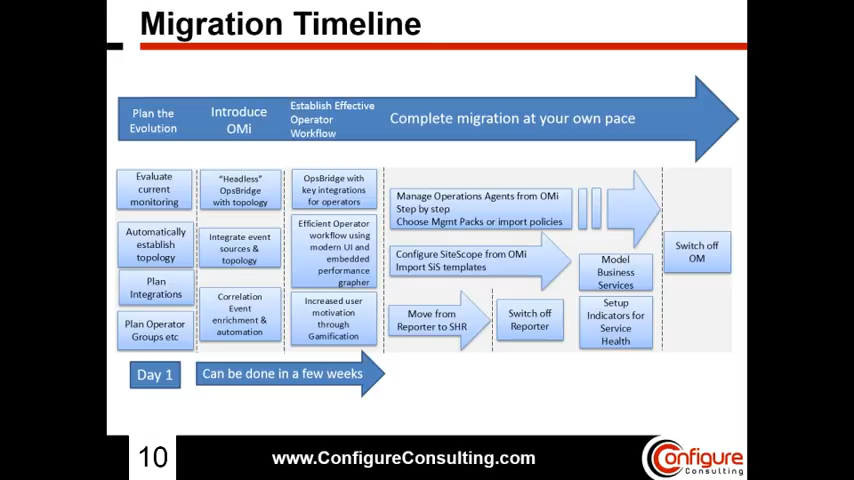 Migration Timeline
Plan the
Evolution
Introduce
OMi
Establish Effective
Operator
Workflow
Complete migration at your own pace
Evaluate
current
monitoring
Automatically
establish
topology
Plan
Integrations
Plan Operator
Groups etc
"Headless"
OpsBridge
with topology
Integrate event
sources &
topology
Correlation
Event
enrichment &
automation
OpsBridge with
key integrations
for operators
Efficient Operator
workflow using
modern UI and
embedded
performance
grapher
Increased user
motivation
through
Gamification
Manage Operations Agents from OMi
Step by step
Choose Mgmt Packs or import policies
Configure SiteScope from OMi
Import SiS templates
Move from
Reporter to SHR
Switch off
Reporter
Model
Business
Services
Setup
Indicators for
Service
Health
Switch off
OM
Day 1
Can be done in a few weeks
10
www.ConfigureConsulting.com
Configure
Consulting